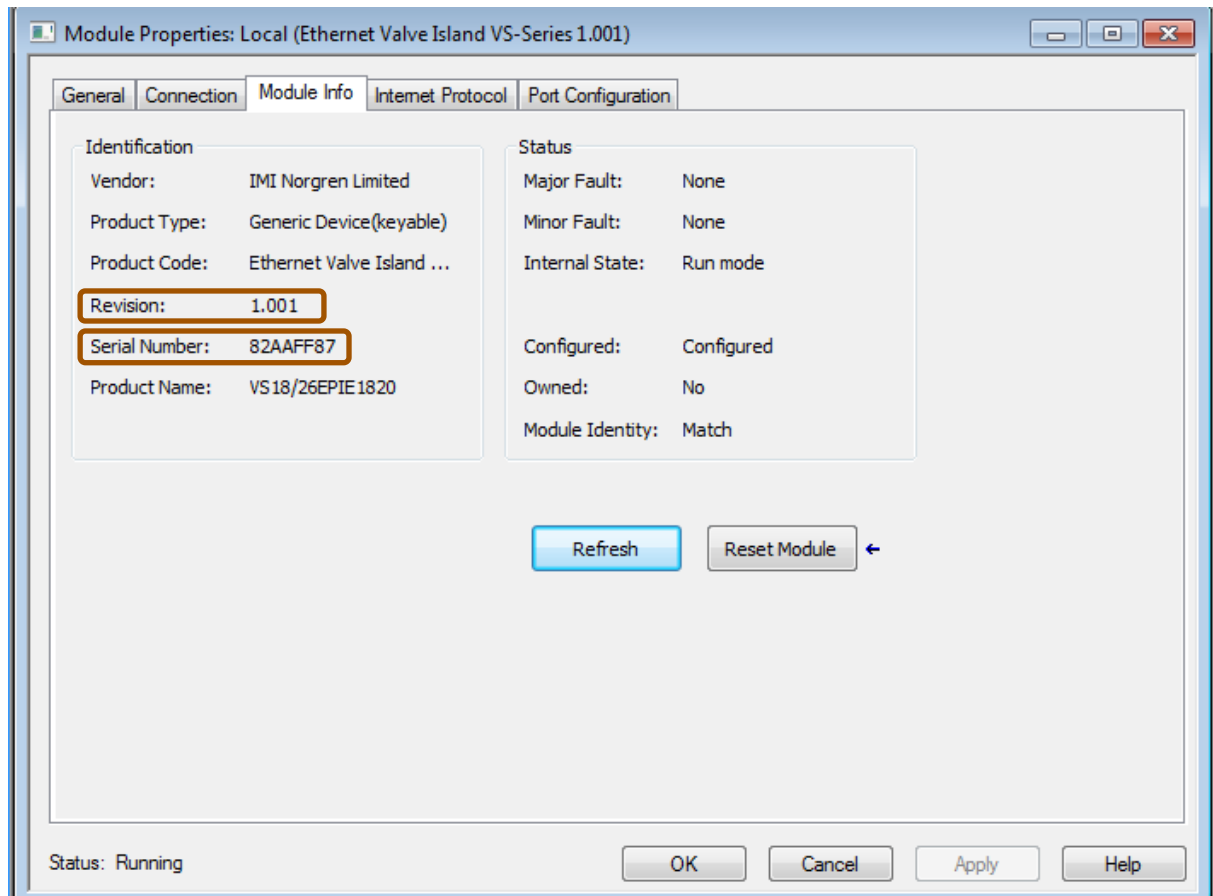 Module Properties: Local (Ethernet Valve Island VS-Series 1.001)
General Connection Module Info Internet Protocol Port Configuration
Identification
Vendor: IMI Norgren Limited
Product Type: Generic Device(keyable)
Product Code: Ethernet Valve Island ...
Revision: 1.001
Serial Number: 82AAFF87
Product Name: VS18/26EPIE1820
Status
Major Fault: None
Minor Fault: None
Internal State: Run mode
Configured: Configured
Owned: No
Module Identity: Match
Refresh Reset Module ←
Status: Running OK Cancel Apply Help